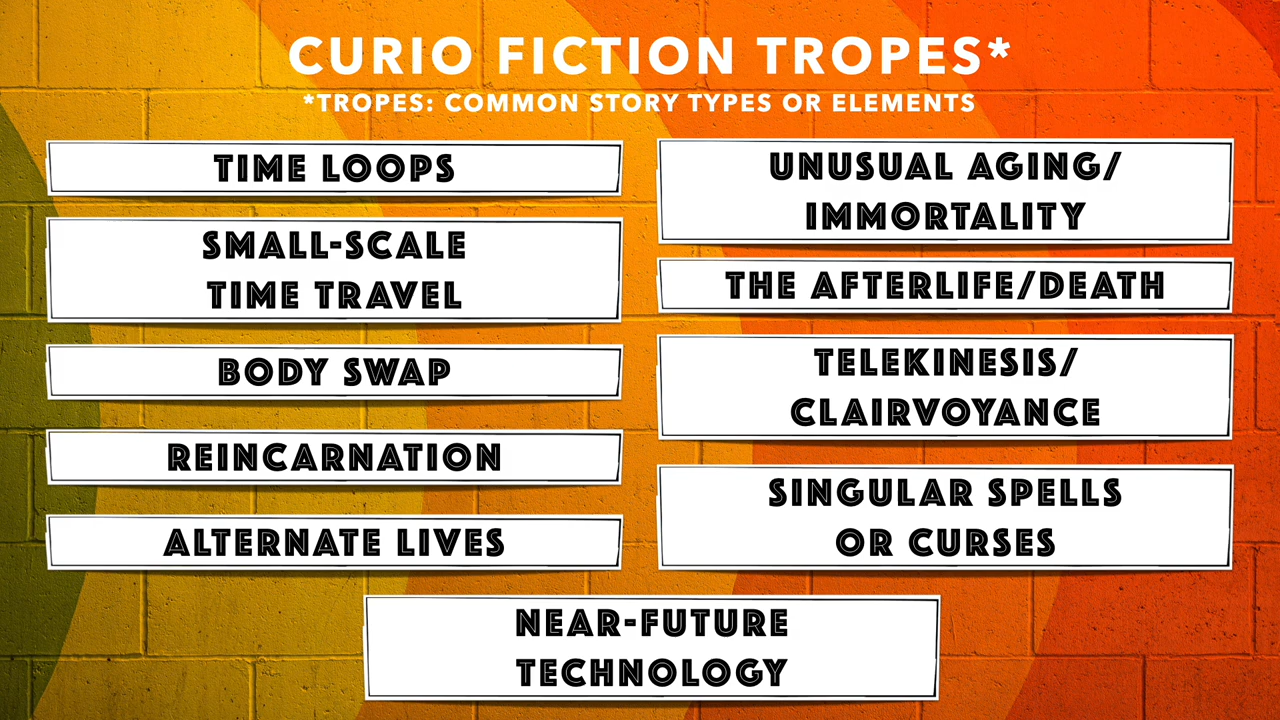 CURIO FICTION TROPES*
*TROPES: COMMON STORY TYPES OR ELEMENTS
TIME LOOPS
SMALL-SCALE
TIME TRAVEL
BODY SWAP
REINCARNATION
ALTERNATE LIVES
UNUSUAL AGING/
IMMORTALITY
THE AFTERLIFE/DEATH
TELEKINESIS/
CLAIRVOYANCE
SINGULAR SPELLS
OR CURSES
NEAR-FUTURE
TECHNOLOGY